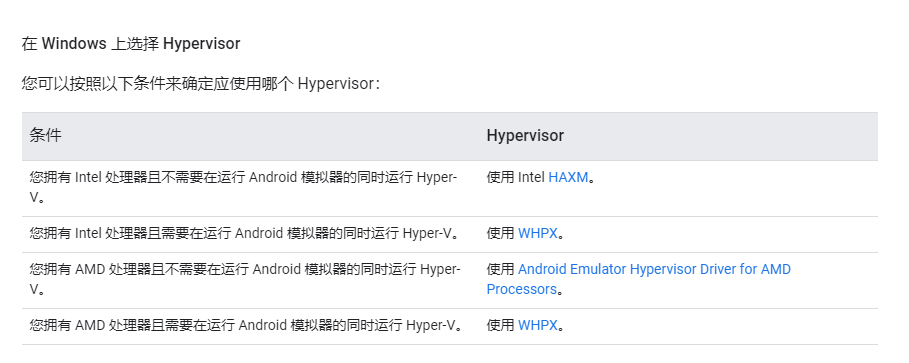 在 Windows 上选择 Hypervisor
您可以按照以下条件来确定应使用哪个 Hypervisor：
条件
Hypervisor
您拥有 Intel 处理器且不需要在运行 Android 模拟器的同时运行 Hyper-
V。
使用 Intel HAXM。
您拥有 Intel 处理器且需要在运行 Android 模拟器的同时运行 Hyper-V。
使用 WHPX。
您拥有 AMD 处理器且不需要在运行 Android 模拟器的同时运行 Hyper-
V。
使用 Android Emulator Hypervisor Driver for AMD
Processors。
您拥有 AMD 处理器且需要在运行 Android 模拟器的同时运行 Hyper-V。
使用 WHPX。